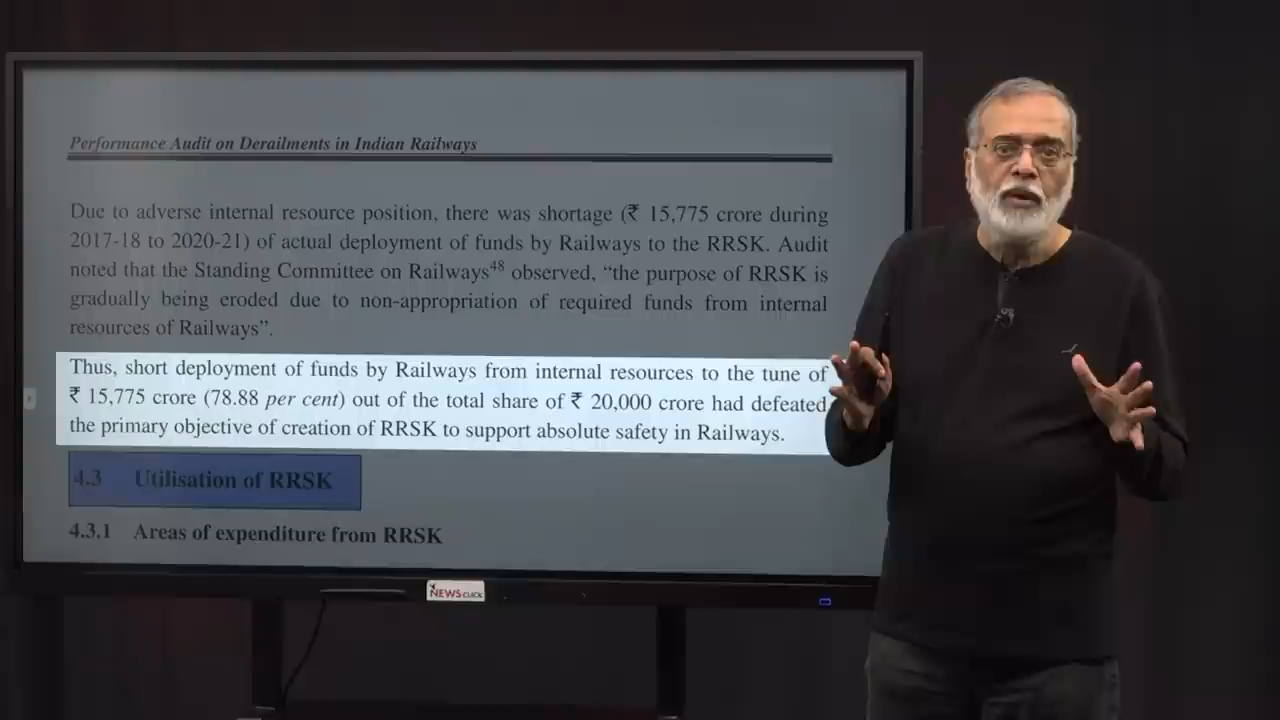 Performance Audit on Derailments in Indian Railways
Due to adverse internal resource position, there was shortage (₹ 15,775 crore during
2017-18 to 2020-21) of actual deployment of funds by Railways to the RRSK. Audit
noted that the Standing Committee on Railways48 observed, “the purpose of RRSK is
gradually being eroded due to non-appropriation of required funds from internal
resources of Railways”.
Thus, short deployment of funds by Railways from internal resources to the tune of
₹ 15,775 crore (78.88 per cent) out of the total share of ₹ 20,000 crore had defeated
the primary objective of creation of RRSK to support absolute safety in Railways.
4.3 Utilisation of RRSK
4.3.1 Areas of expenditure from RRSK
NEWSCLICK